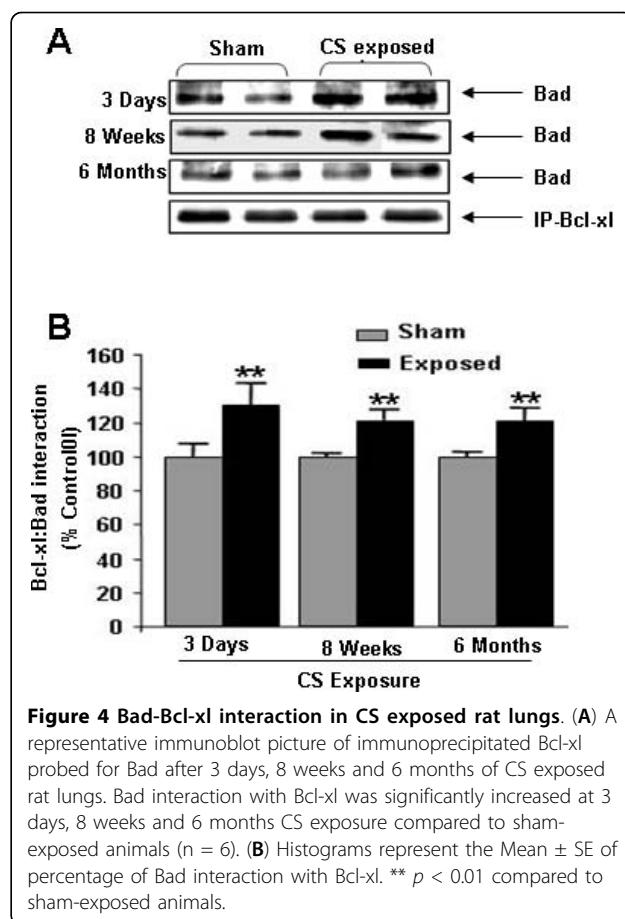 A
Sham CS exposed
3 Days Bad
8 Weeks Bad
6 Months Bad
IP-Bcl-xl
B
Sham
Exposed
Bcl-xl:Bad interaction
(% Control0l)
160
140
120
100
80
60
40
20
0
** ** **
3 Days 8 Weeks 6 Months
CS Exposure
Figure 4 Bad-Bcl-xl interaction in CS exposed rat lungs. (A) A
representative immunoblot picture of immunoprecipitated Bcl-xl
probed for Bad after 3 days, 8 weeks and 6 months of CS exposed
rat lungs. Bad interaction with Bcl-xl was significantly increased at 3
days, 8 weeks and 6 months CS exposure compared to sham-
exposed animals (n = 6). (B) Histograms represent the Mean ± SE of
percentage of Bad interaction with Bcl-xl. ** p < 0.01 compared to
sham-exposed animals.